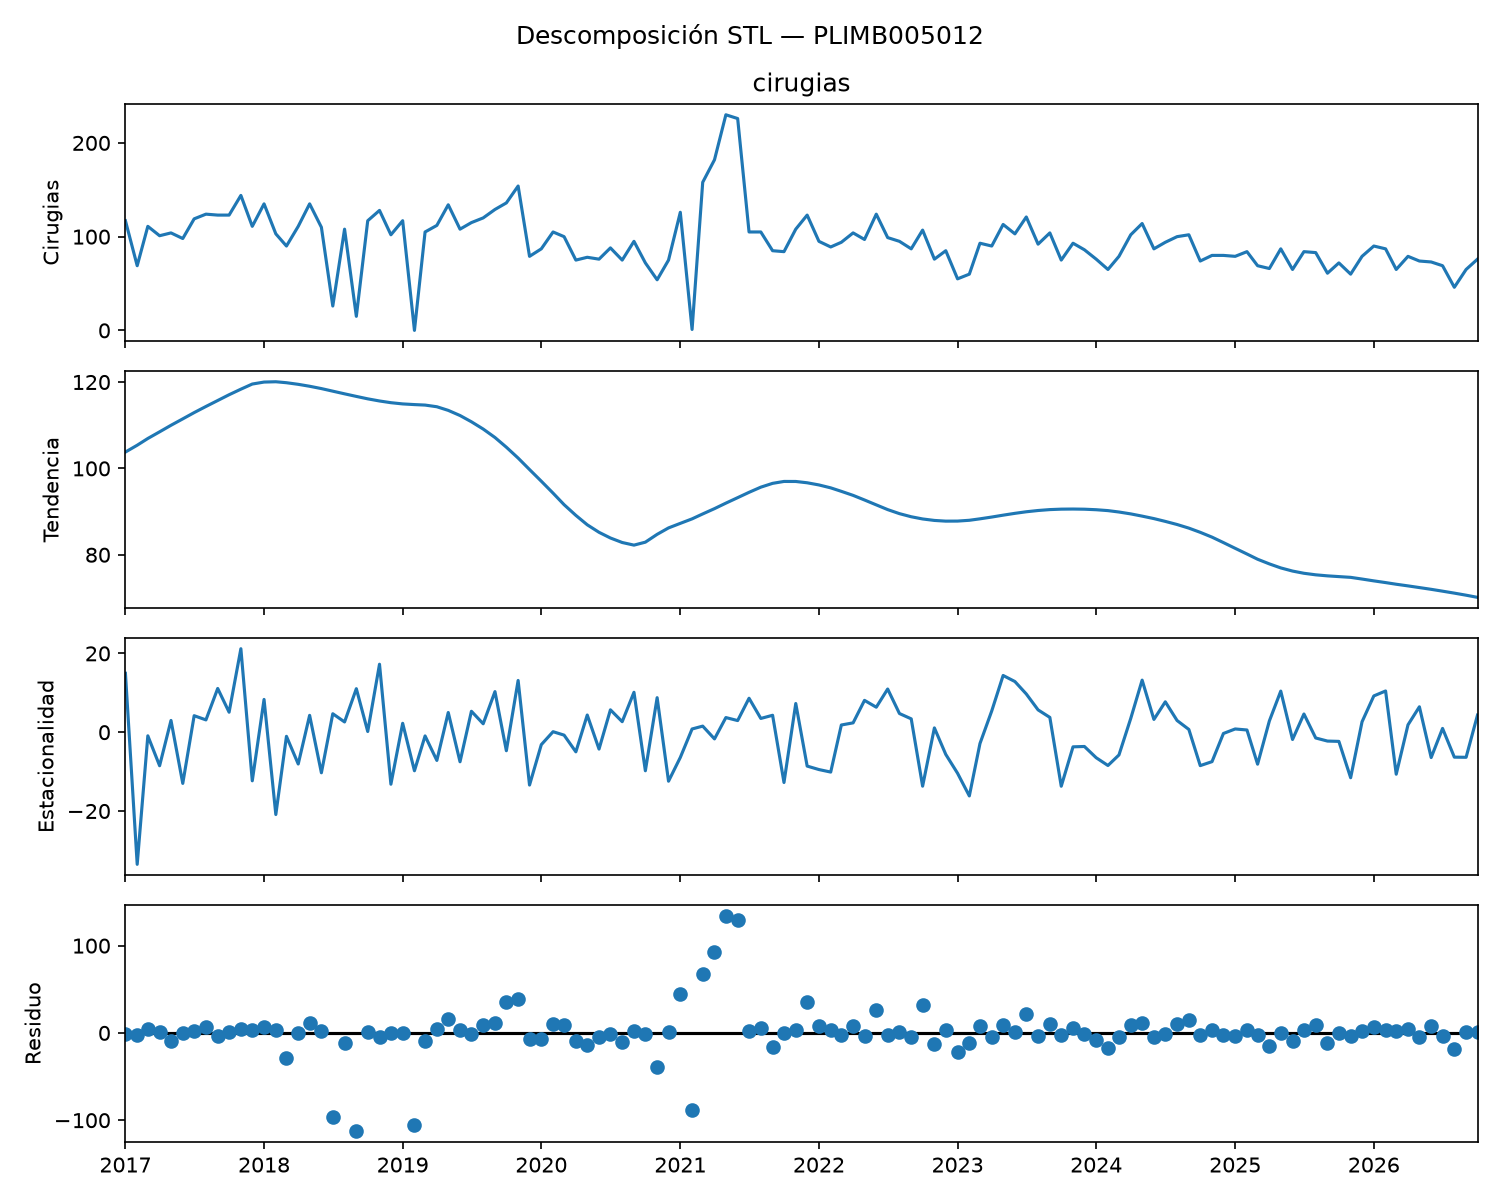 Descomposición STL — PLIMB005012
cirugias
200
100
0
Cirugias
120
100
80
Tendencia
20
0
−20
Estacionalidad
100
0
−100
Residuo
2017 2018 2019 2020 2021 2022 2023 2024 2025 2026